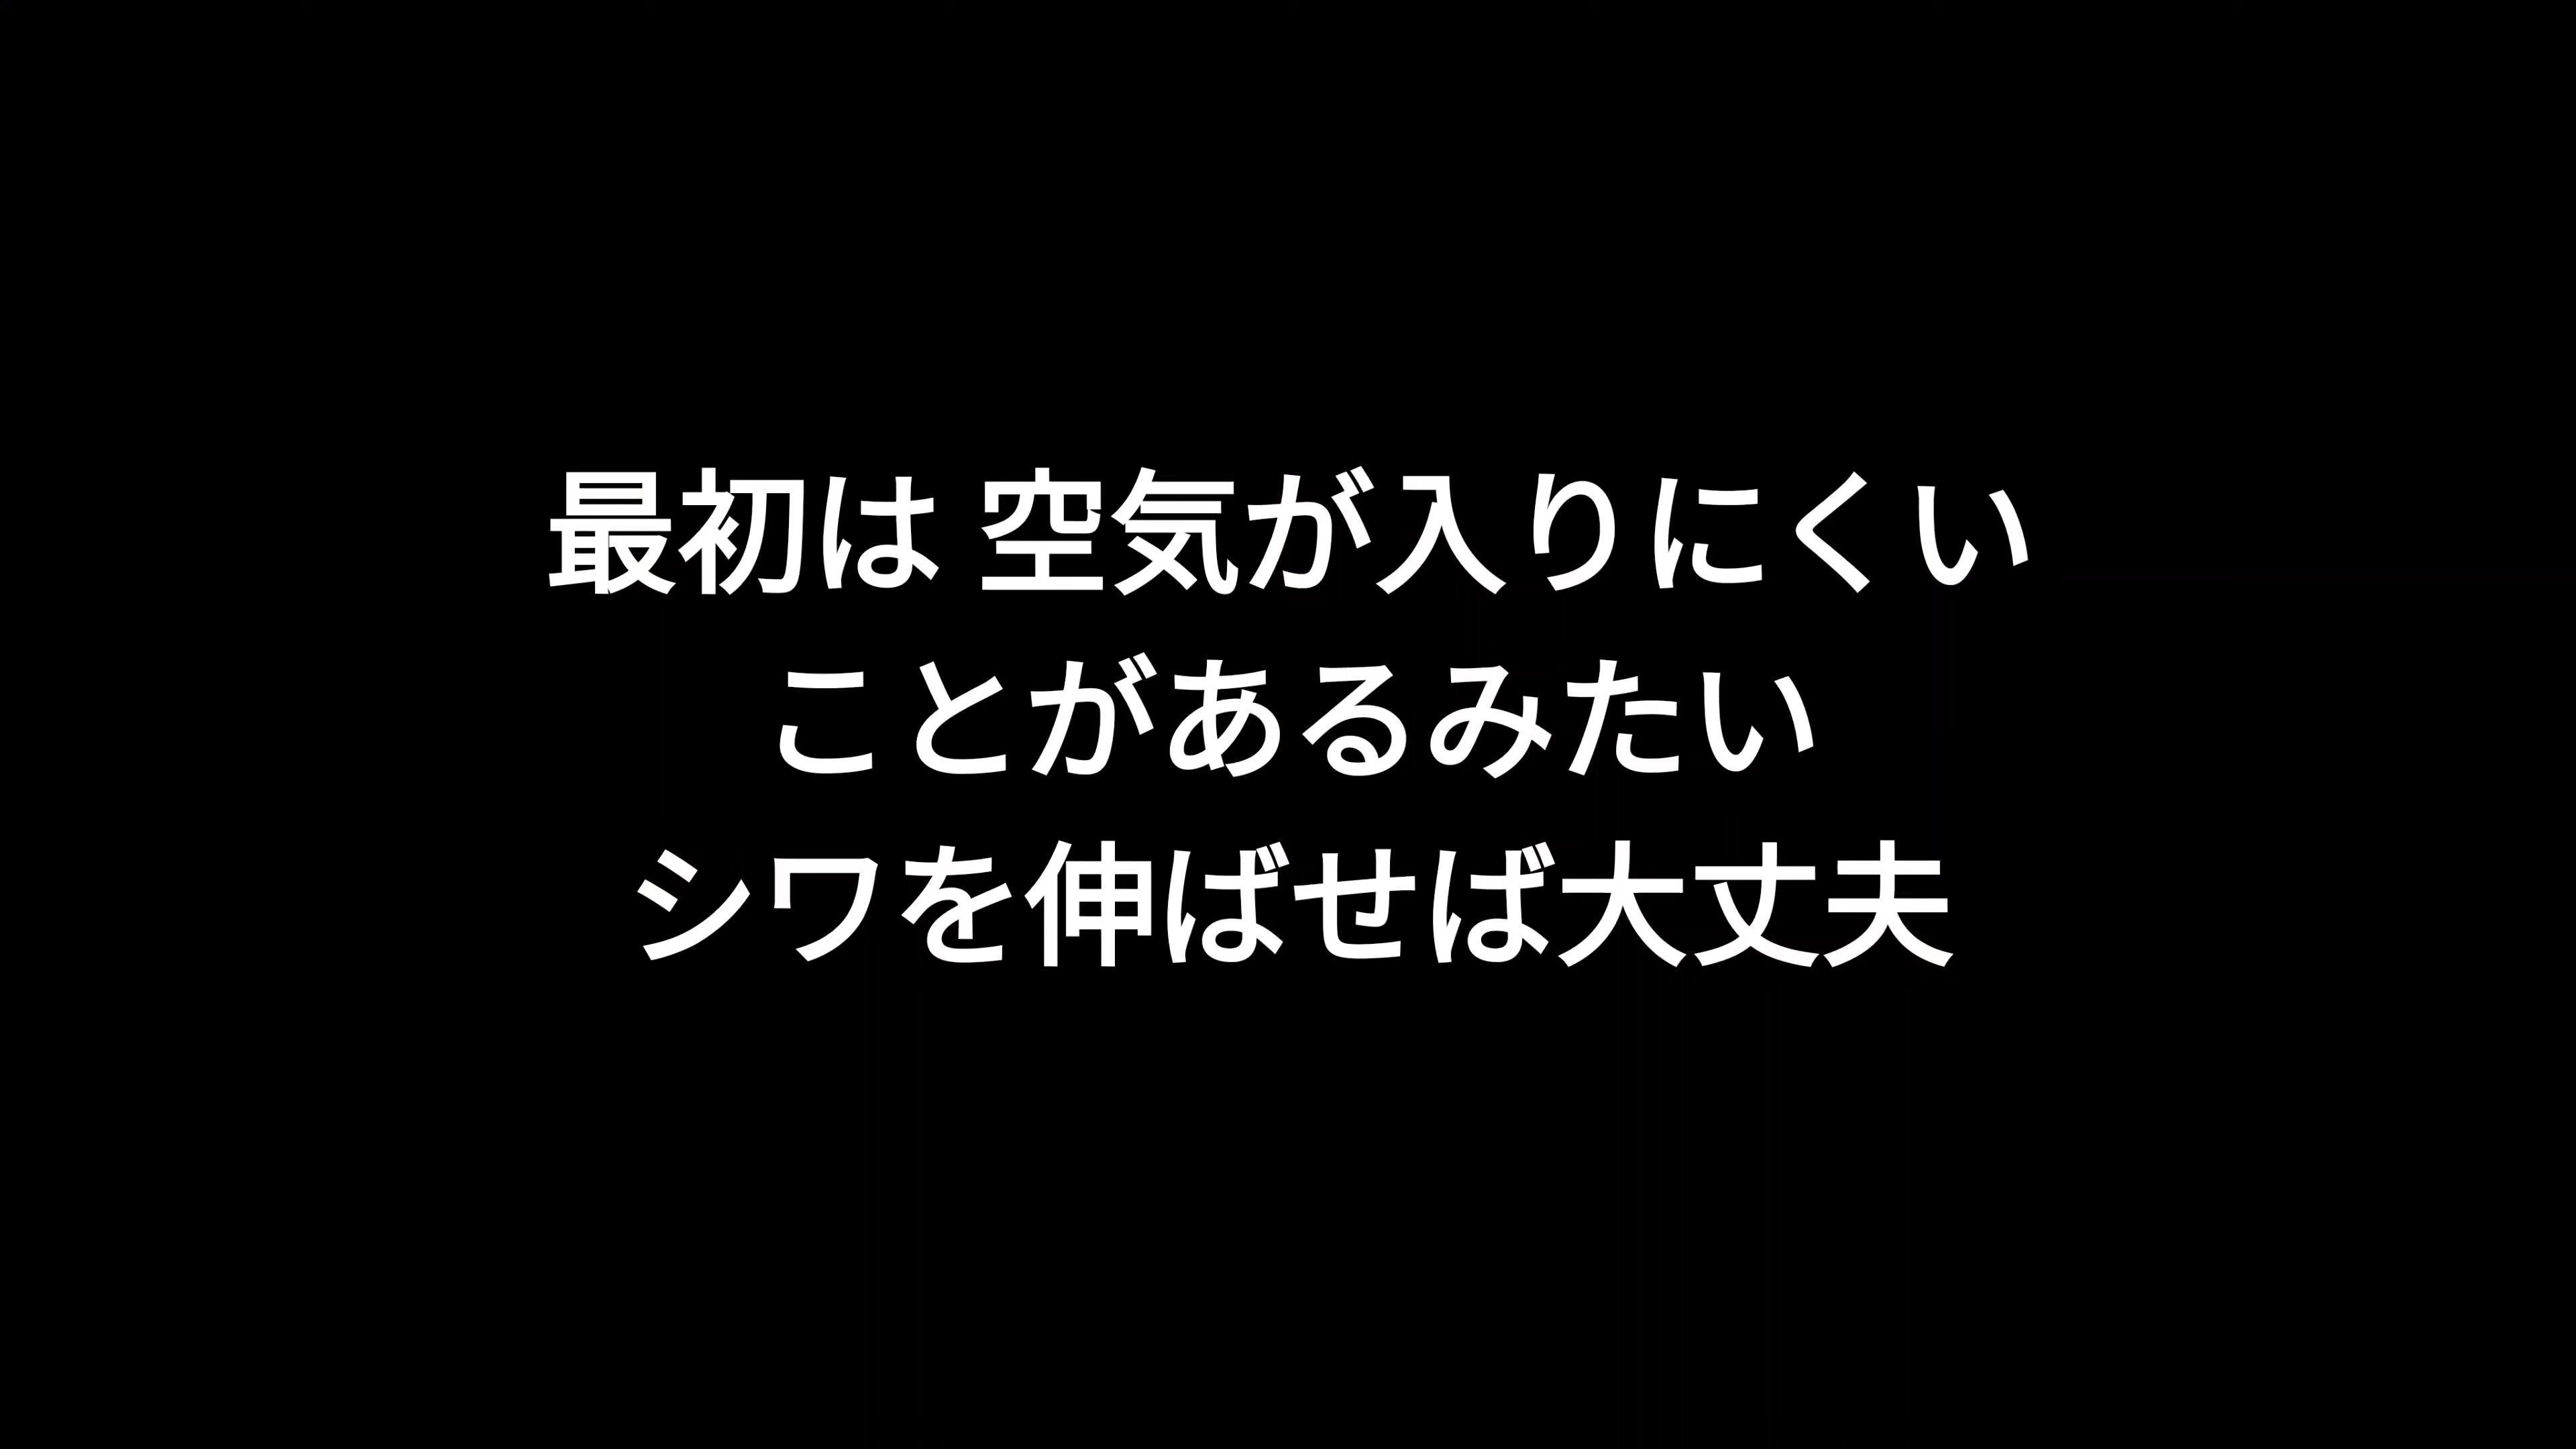 最初は 空気が入りにくい
ことがあるみたい
シワを伸ばせば大丈夫